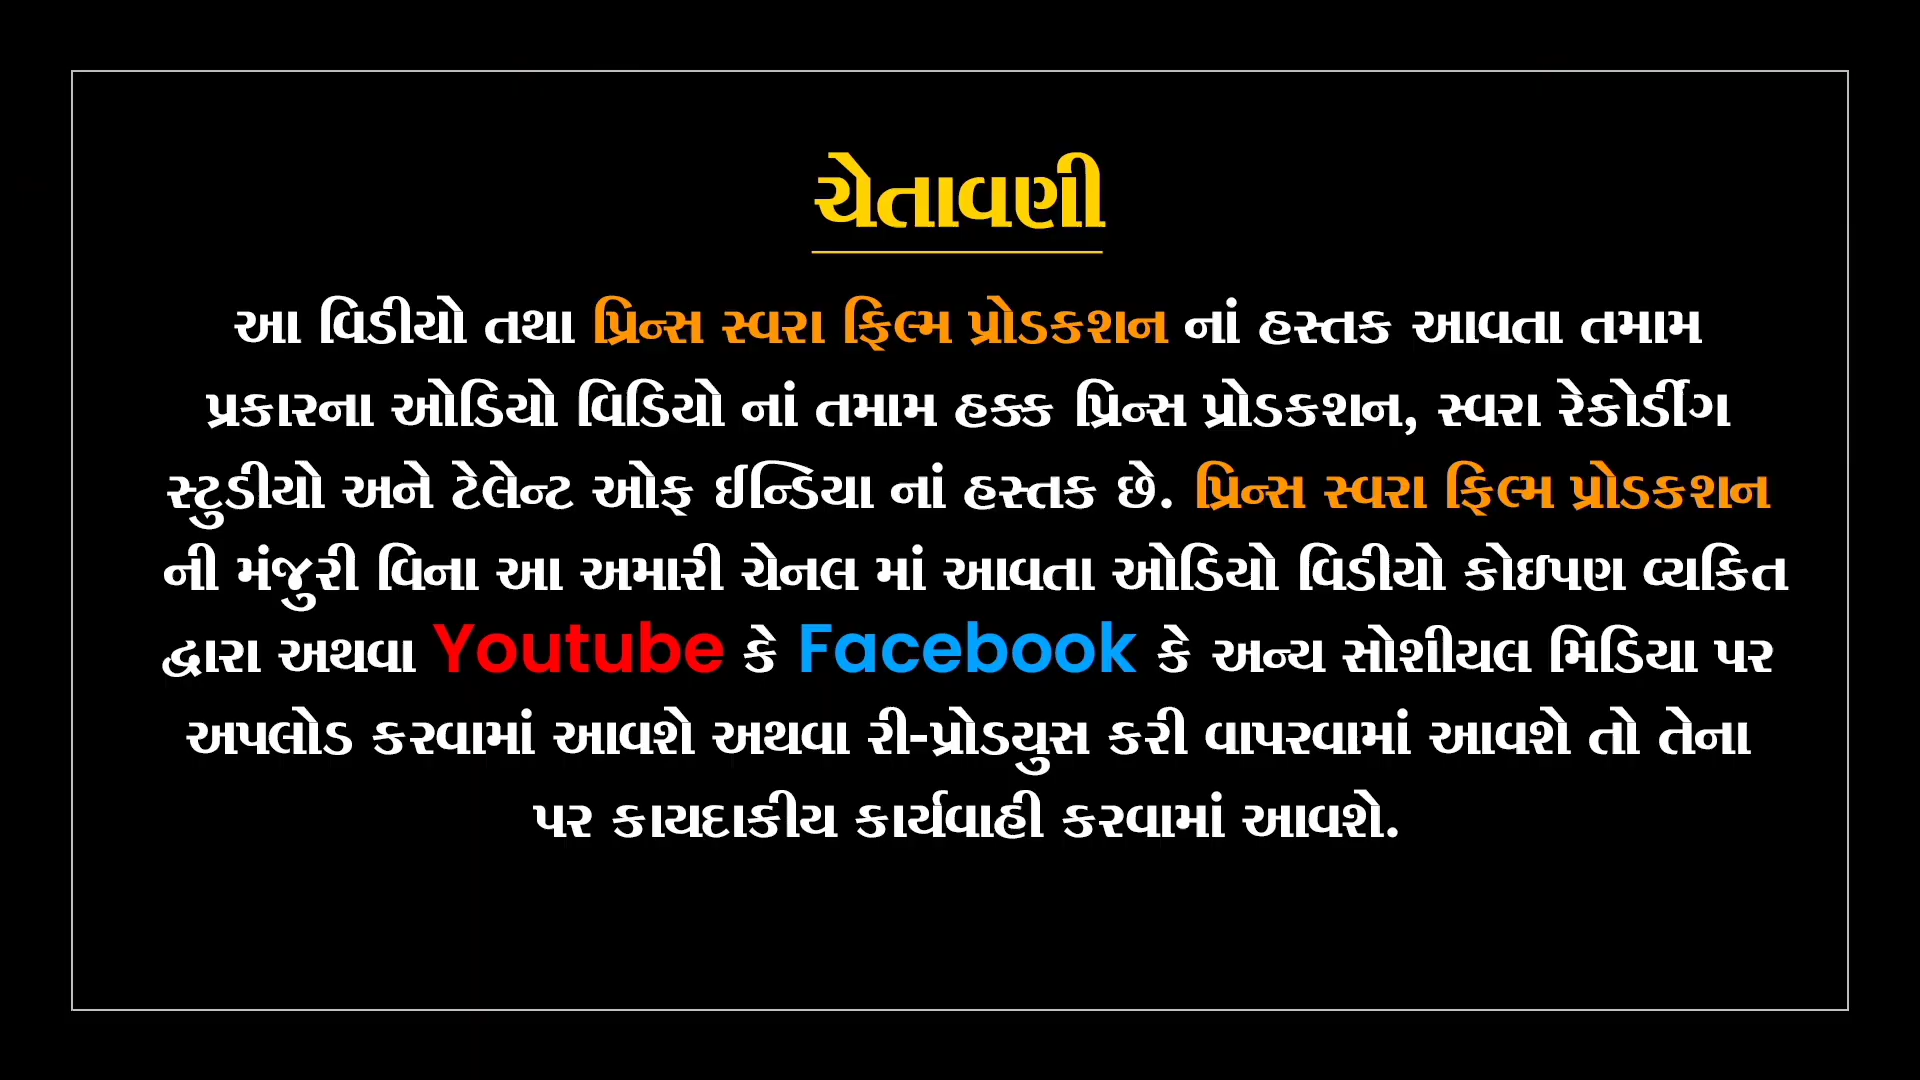 ચેતાવણી
આ વિડીયો તથા પ્રિન્સ સ્વરા ફિલ્મ પ્રોડકશન નાં હસ્તક આવતા તમામ
પ્રકારના ઓડિયો વિડિયો નાં તમામ હક્ક પ્રિન્સ પ્રોડકશન, સ્વરા રેકોર્ડીંગ
સ્ટુડીયો અને ટેલેન્ટ ઓફ ઈન્ડિયા નાં હસ્તક છે. પ્રિન્સ સ્વરા ફિલ્મ પ્રોડકશન
ની મંજુરી વિના આ અમારી ચેનલ માં આવતા ઓડિયો વિડીયો કોઇપણ વ્યકિત
દ્વારા અથવા Youtube કે Facebook કે અન્ય સોશીયલ મિડિયા પર
અપલોડ કરવામાં આવશે અથવા રી-પ્રોડયુસ કરી વાપરવામાં આવશે તો તેના
પર કાયદાકીય કાર્યવાહી કરવામાં આવશે.